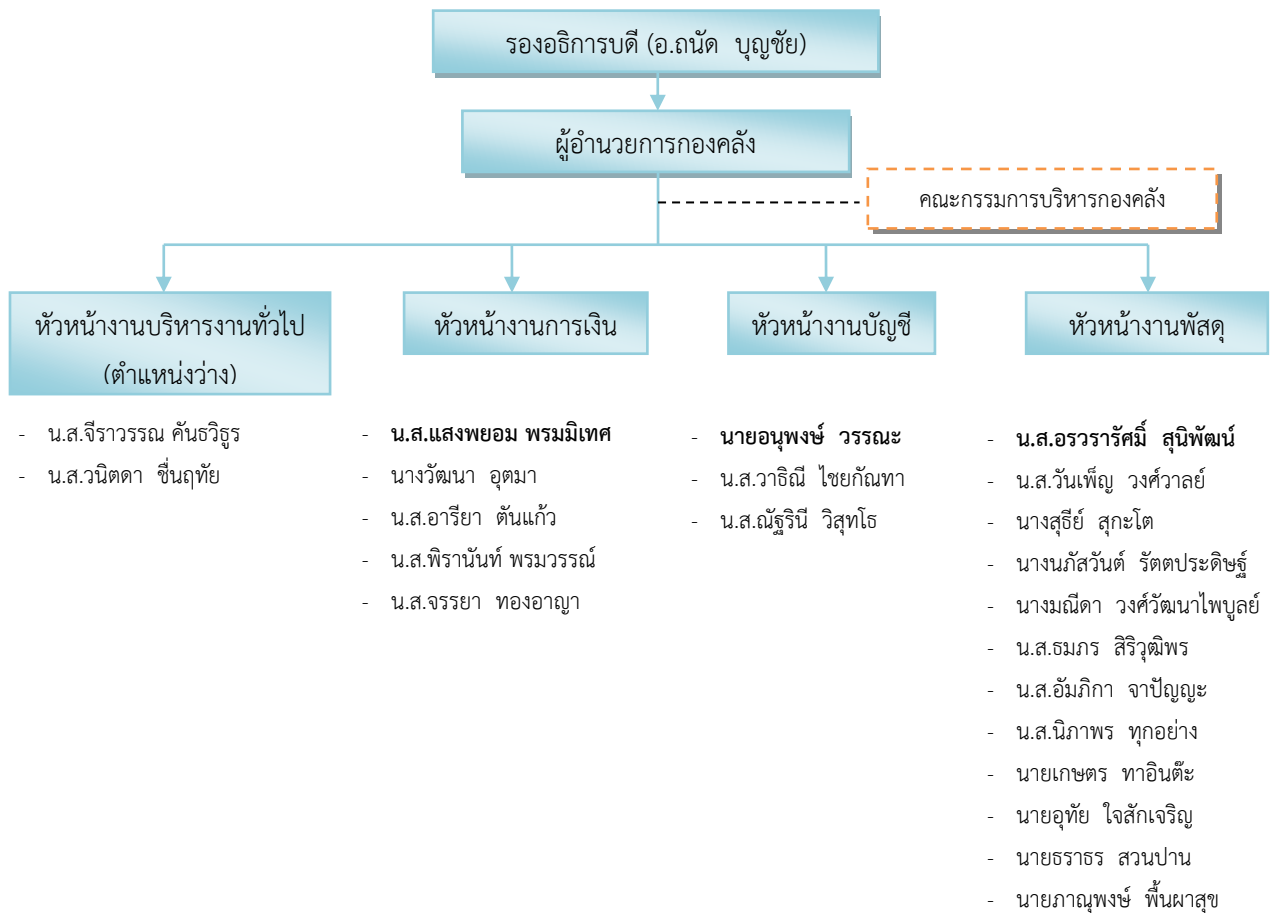 รองอธิการบดี (อ.ถนัด บุญชัย)
ผู้อำนวยการกองคลัง
คณะกรรมการบริหารกองคลัง
หัวหน้างานบริหารงานทั่วไป
(ตำแหน่งว่าง)
- น.ส.จีราวรรณ คันธวิธูร
- น.ส.วนิตดา ชื่นฤทัย
หัวหน้างานการเงิน
- น.ส.แสงพยอม พรมมิเทศ
- นางวัฒนา อุตมา
- น.ส.อารียา ตันแก้ว
- น.ส.พิรานันท์ พรมวรรณ์
- น.ส.จรรยา ทองอาญา
หัวหน้างานบัญชี
- นายอนุพงษ์ วรรณะ
- น.ส.วาธิณี ไชยกัณทา
- น.ส.ณัฐรินี วิสุทโธ
หัวหน้างานพัสดุ
- น.ส.อรวรารัศมิ์ สุนิพัฒน์
- น.ส.วันเพ็ญ วงศ์วาลย์
- นางสุธีย์ สุกะโต
- นางนภัสวันต์ รัตตประดิษฐ์
- นางมณีดา วงศ์วัฒนาไพบูลย์
- น.ส.ธมภร สิริวุฒิพร
- น.ส.อัมภิกา จาปัญญะ
- น.ส.นิภาพร ทุกอย่าง
- นายเกษตร ทาอินต๊ะ
- นายอุทัย ใจสักเจริญ
- นายธราธร สวนปาน
- นายภาณุพงษ์ พื้นผาสุข